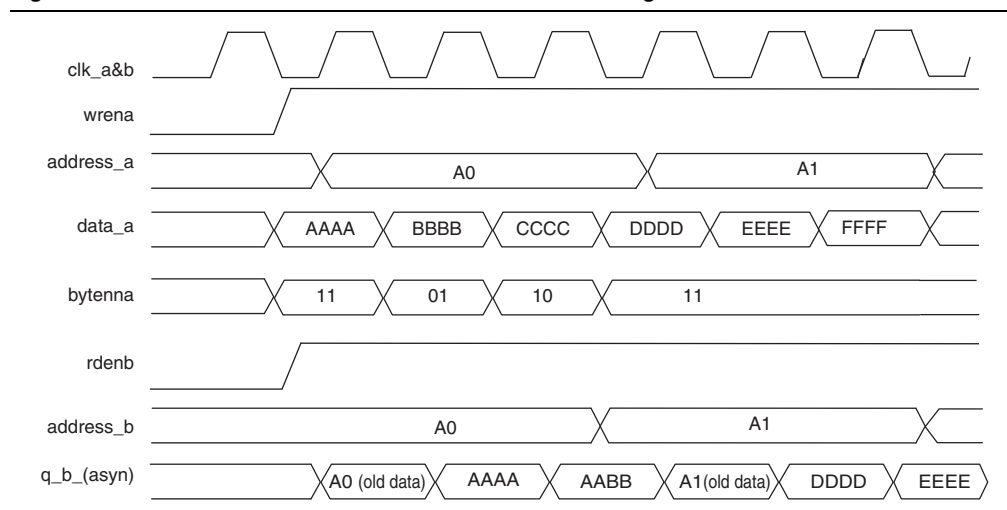 clk_a&b
wrena
address_a A0 A1
data_a AAAA BBBB CCCC DDDD EEEE FFFF
bytenna 11 01 10 11
rdenb
address_b A0 A1
q_b_(asyn) A0 (old data) AAAA AABB A1(old data) DDDD EEEE